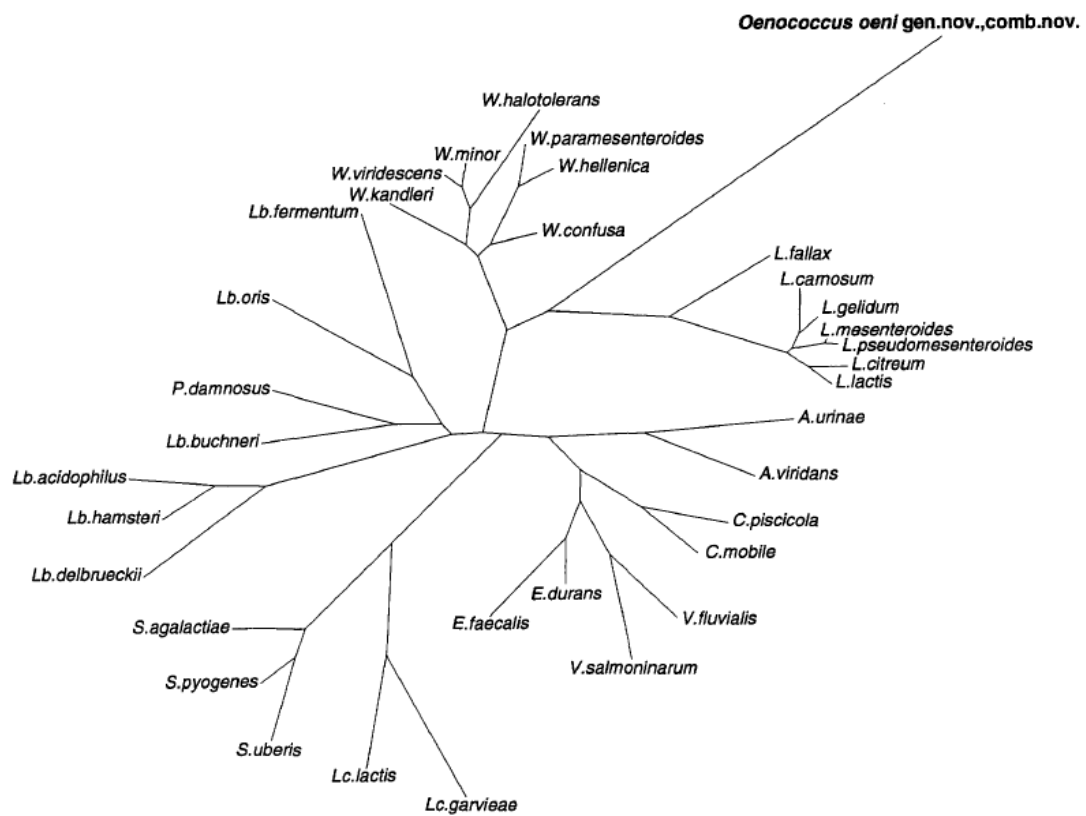 Oenococcus oeni gen.nov.,comb.nov.
W.halotolerans
W.paramesenteroides
W.minor
W.hellenica
W.viridescens
W.kandleri
Lb.fermentum
W.confusa
L.fallax
L.carnosum
Lb.oris
L.gelidum
L.mesenteroides
L.pseudomesenteroides
L.citreum
L.lactis
P.damnosus
A.urinae
Lb.buchneri
A.viridans
Lb.acidophilus
Lb.hamsteri
C.piscicola
C.mobile
Lb.delbrueckii
E.durans
E.faecalis
V.fluvialis
S.agalactiae
V.salmoninarum
S.pyogenes
S.uberis
Lc.lactis
Lc.garvieae